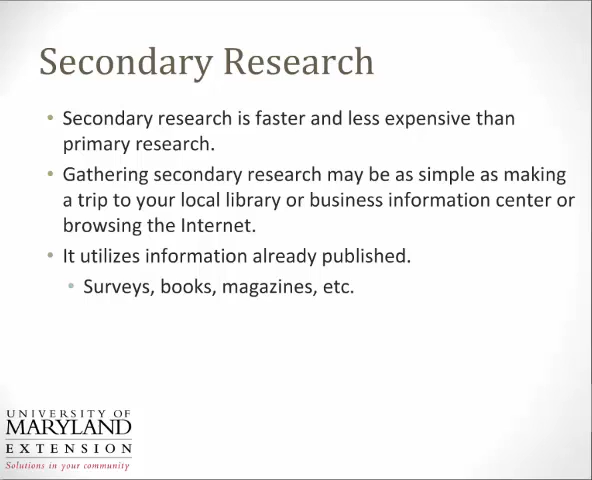 Secondary Research
• Secondary research is faster and less expensive than
primary research.
• Gathering secondary research may be as simple as making
a trip to your local library or business information center or
browsing the Internet.
• It utilizes information already published.
• Surveys, books, magazines, etc.
UNIVERSITY OF
MARYLAND
EXTENSION
Solutions in your community